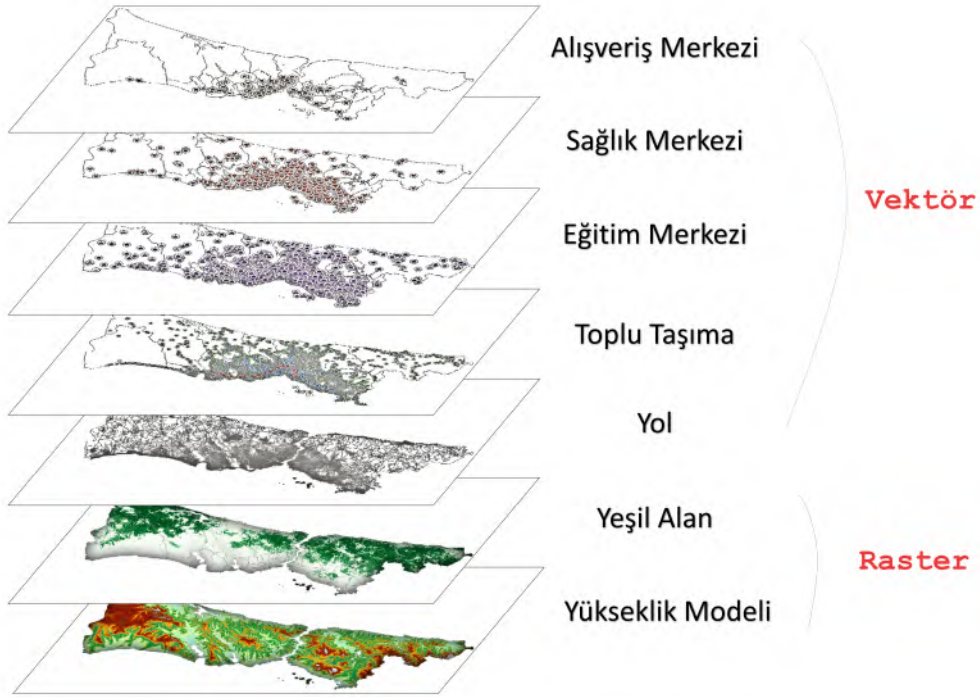 Alışveriş Merkezi
Sağlık Merkezi
Vektör
Eğitim Merkezi
Toplu Taşıma
Yol
Yeşil Alan
Raster
Yükseklik Modeli